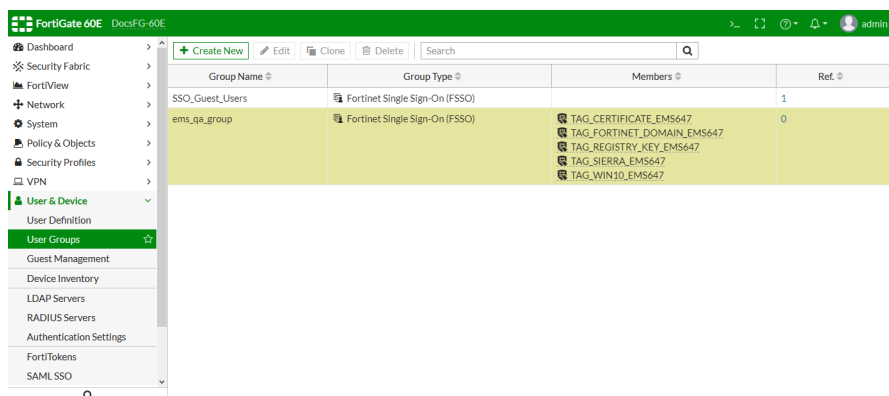 FortiGate 60E DocsFG-60E
admin
Dashboard
Security Fabric
FortiView
Network
System
Policy & Objects
Security Profiles
VPN
User & Device
User Definition
User Groups
Guest Management
Device Inventory
LDAP Servers
RADIUS Servers
Authentication Settings
FortiTokens
SAML SSO
+ Create New Edit Clone Delete Search
Group Name Group Type Members Ref.
SSO_Guest_Users Fortinet Single Sign-On (FSSO) 1
ems_qa_group Fortinet Single Sign-On (FSSO) TAG_CERTIFICATE_EMS647 0
TAG_FORTINET_DOMAIN_EMS647
TAG_REGISTRY_KEY_EMS647
TAG_SIERRA_EMS647
TAG_WIN10_EMS647